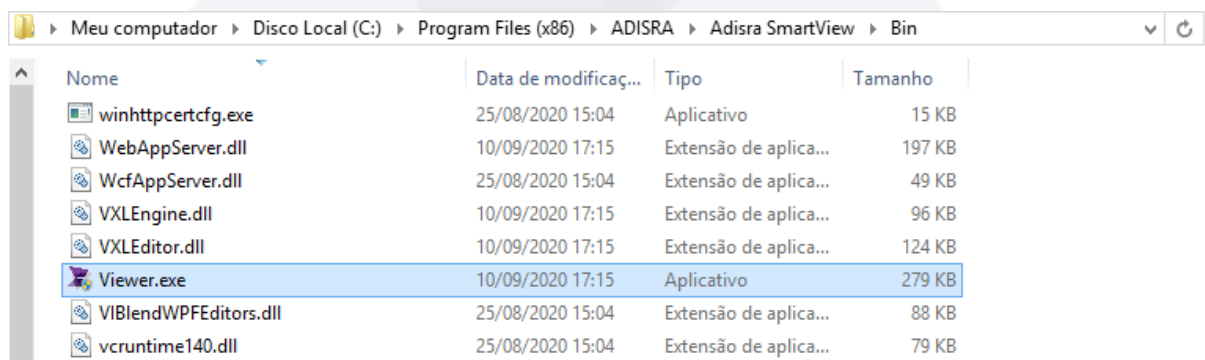 Meu computador Disco Local (C:) Program Files (x86) ADISRA Adisra SmartView Bin
Nome Data de modificaç... Tipo Tamanho
winhttpcertcfg.exe 25/08/2020 15:04 Aplicativo 15 KB
WebAppServer.dll 10/09/2020 17:15 Extensão de aplica... 197 KB
WcfAppServer.dll 25/08/2020 15:04 Extensão de aplica... 49 KB
VXLEngine.dll 10/09/2020 17:15 Extensão de aplica... 96 KB
VXLEditor.dll 10/09/2020 17:15 Extensão de aplica... 124 KB
Viewer.exe 10/09/2020 17:15 Aplicativo 279 KB
VIBlendWPFEditors.dll 25/08/2020 15:04 Extensão de aplica... 88 KB
vcruntime140.dll 25/08/2020 15:04 Extensão de aplica... 79 KB